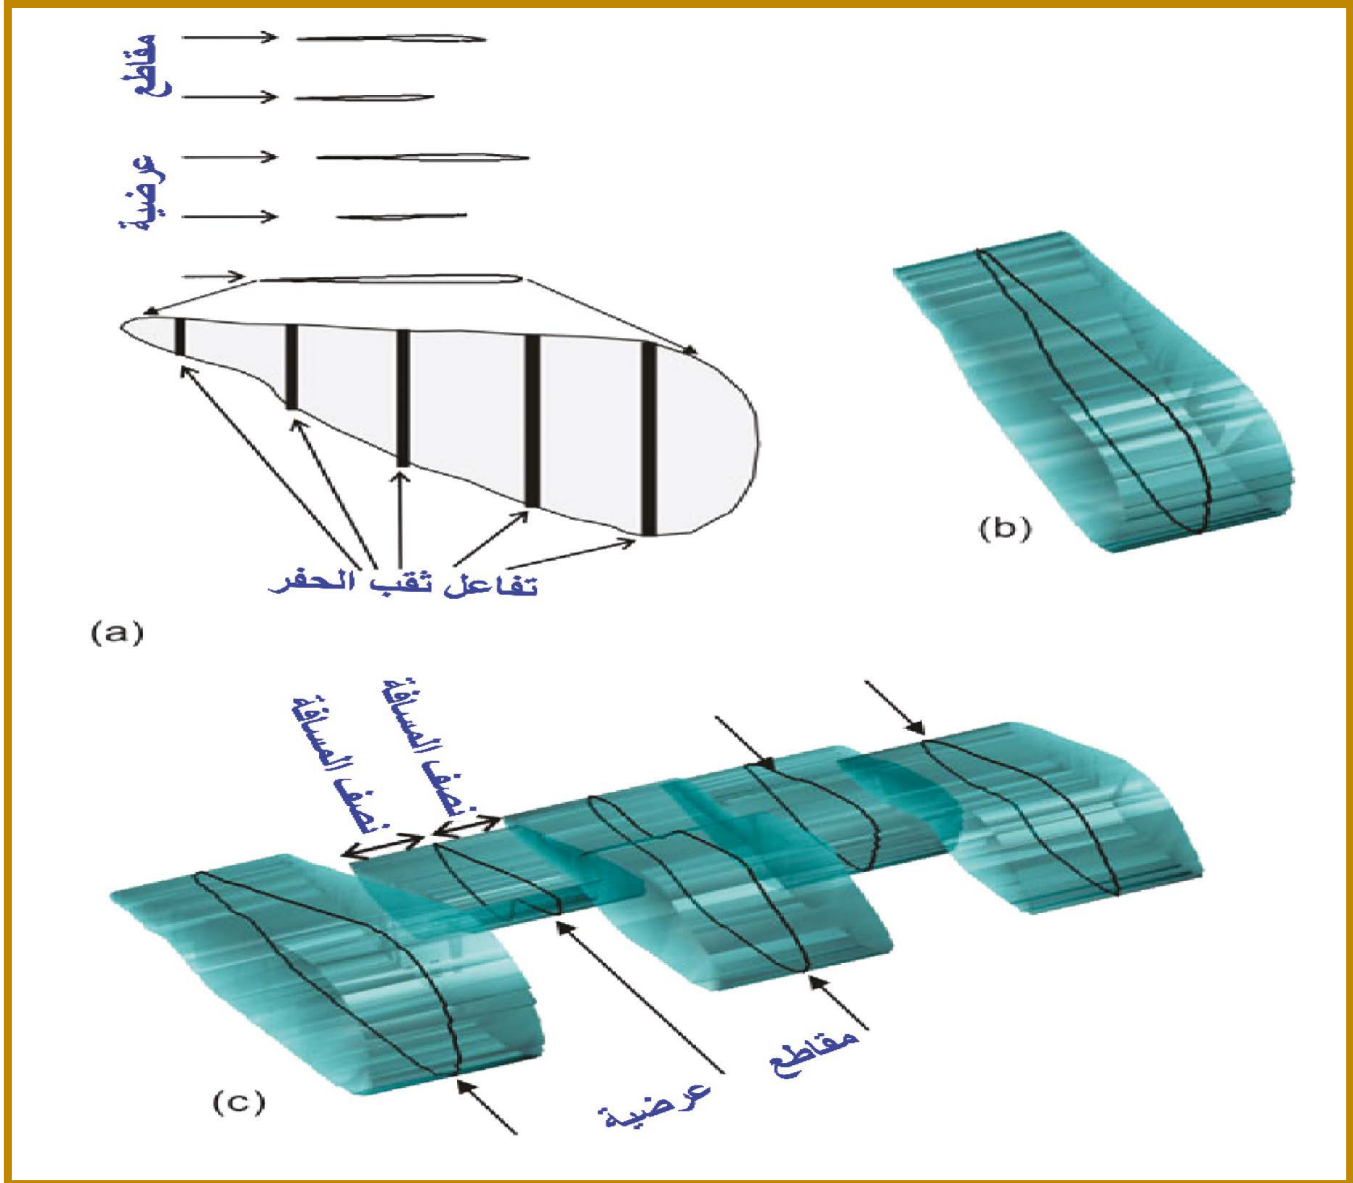 مقاطع
عرضية
تفاعل ثقب الحفر
(a)
(b)
نصف المسافة
نصف المسافة
مقاطع
عرضية
(c)